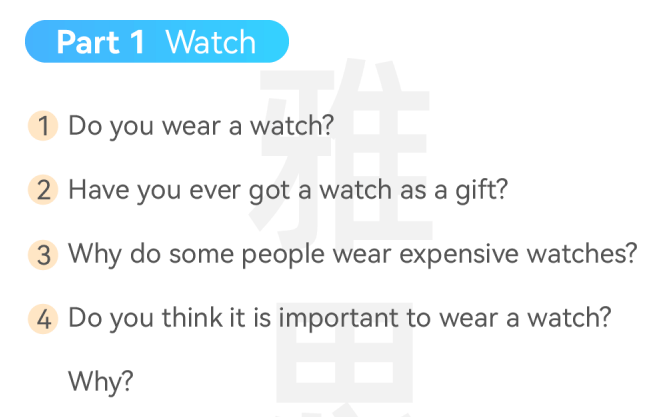 Part 1 Watch
1 Do you wear a watch?
2 Have you ever got a watch as a gift?
3 Why do some people wear expensive watches?
4 Do you think it is important to wear a watch?
Why?
雅
思